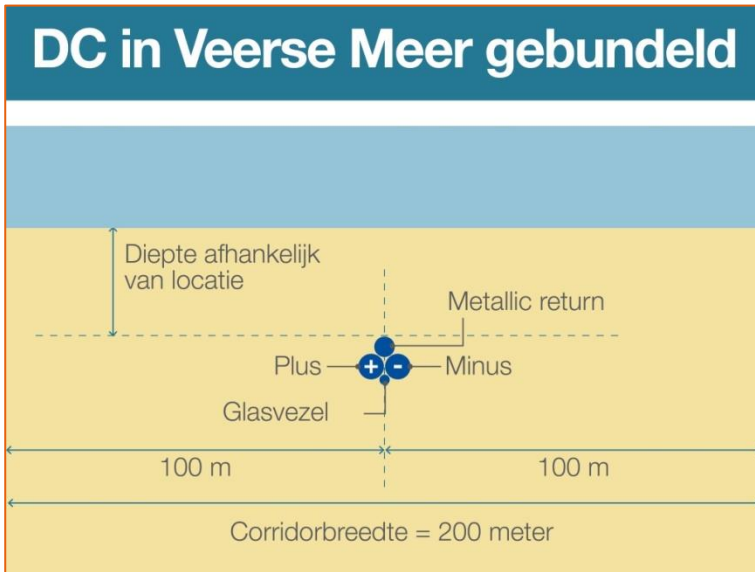 DC in Veerse Meer gebundeld
Diepte afhankelijk
van locatie
Metallic return
Plus
+
-
Minus
Glasvezel
100 m
100 m
Corridorbreedte = 200 meter